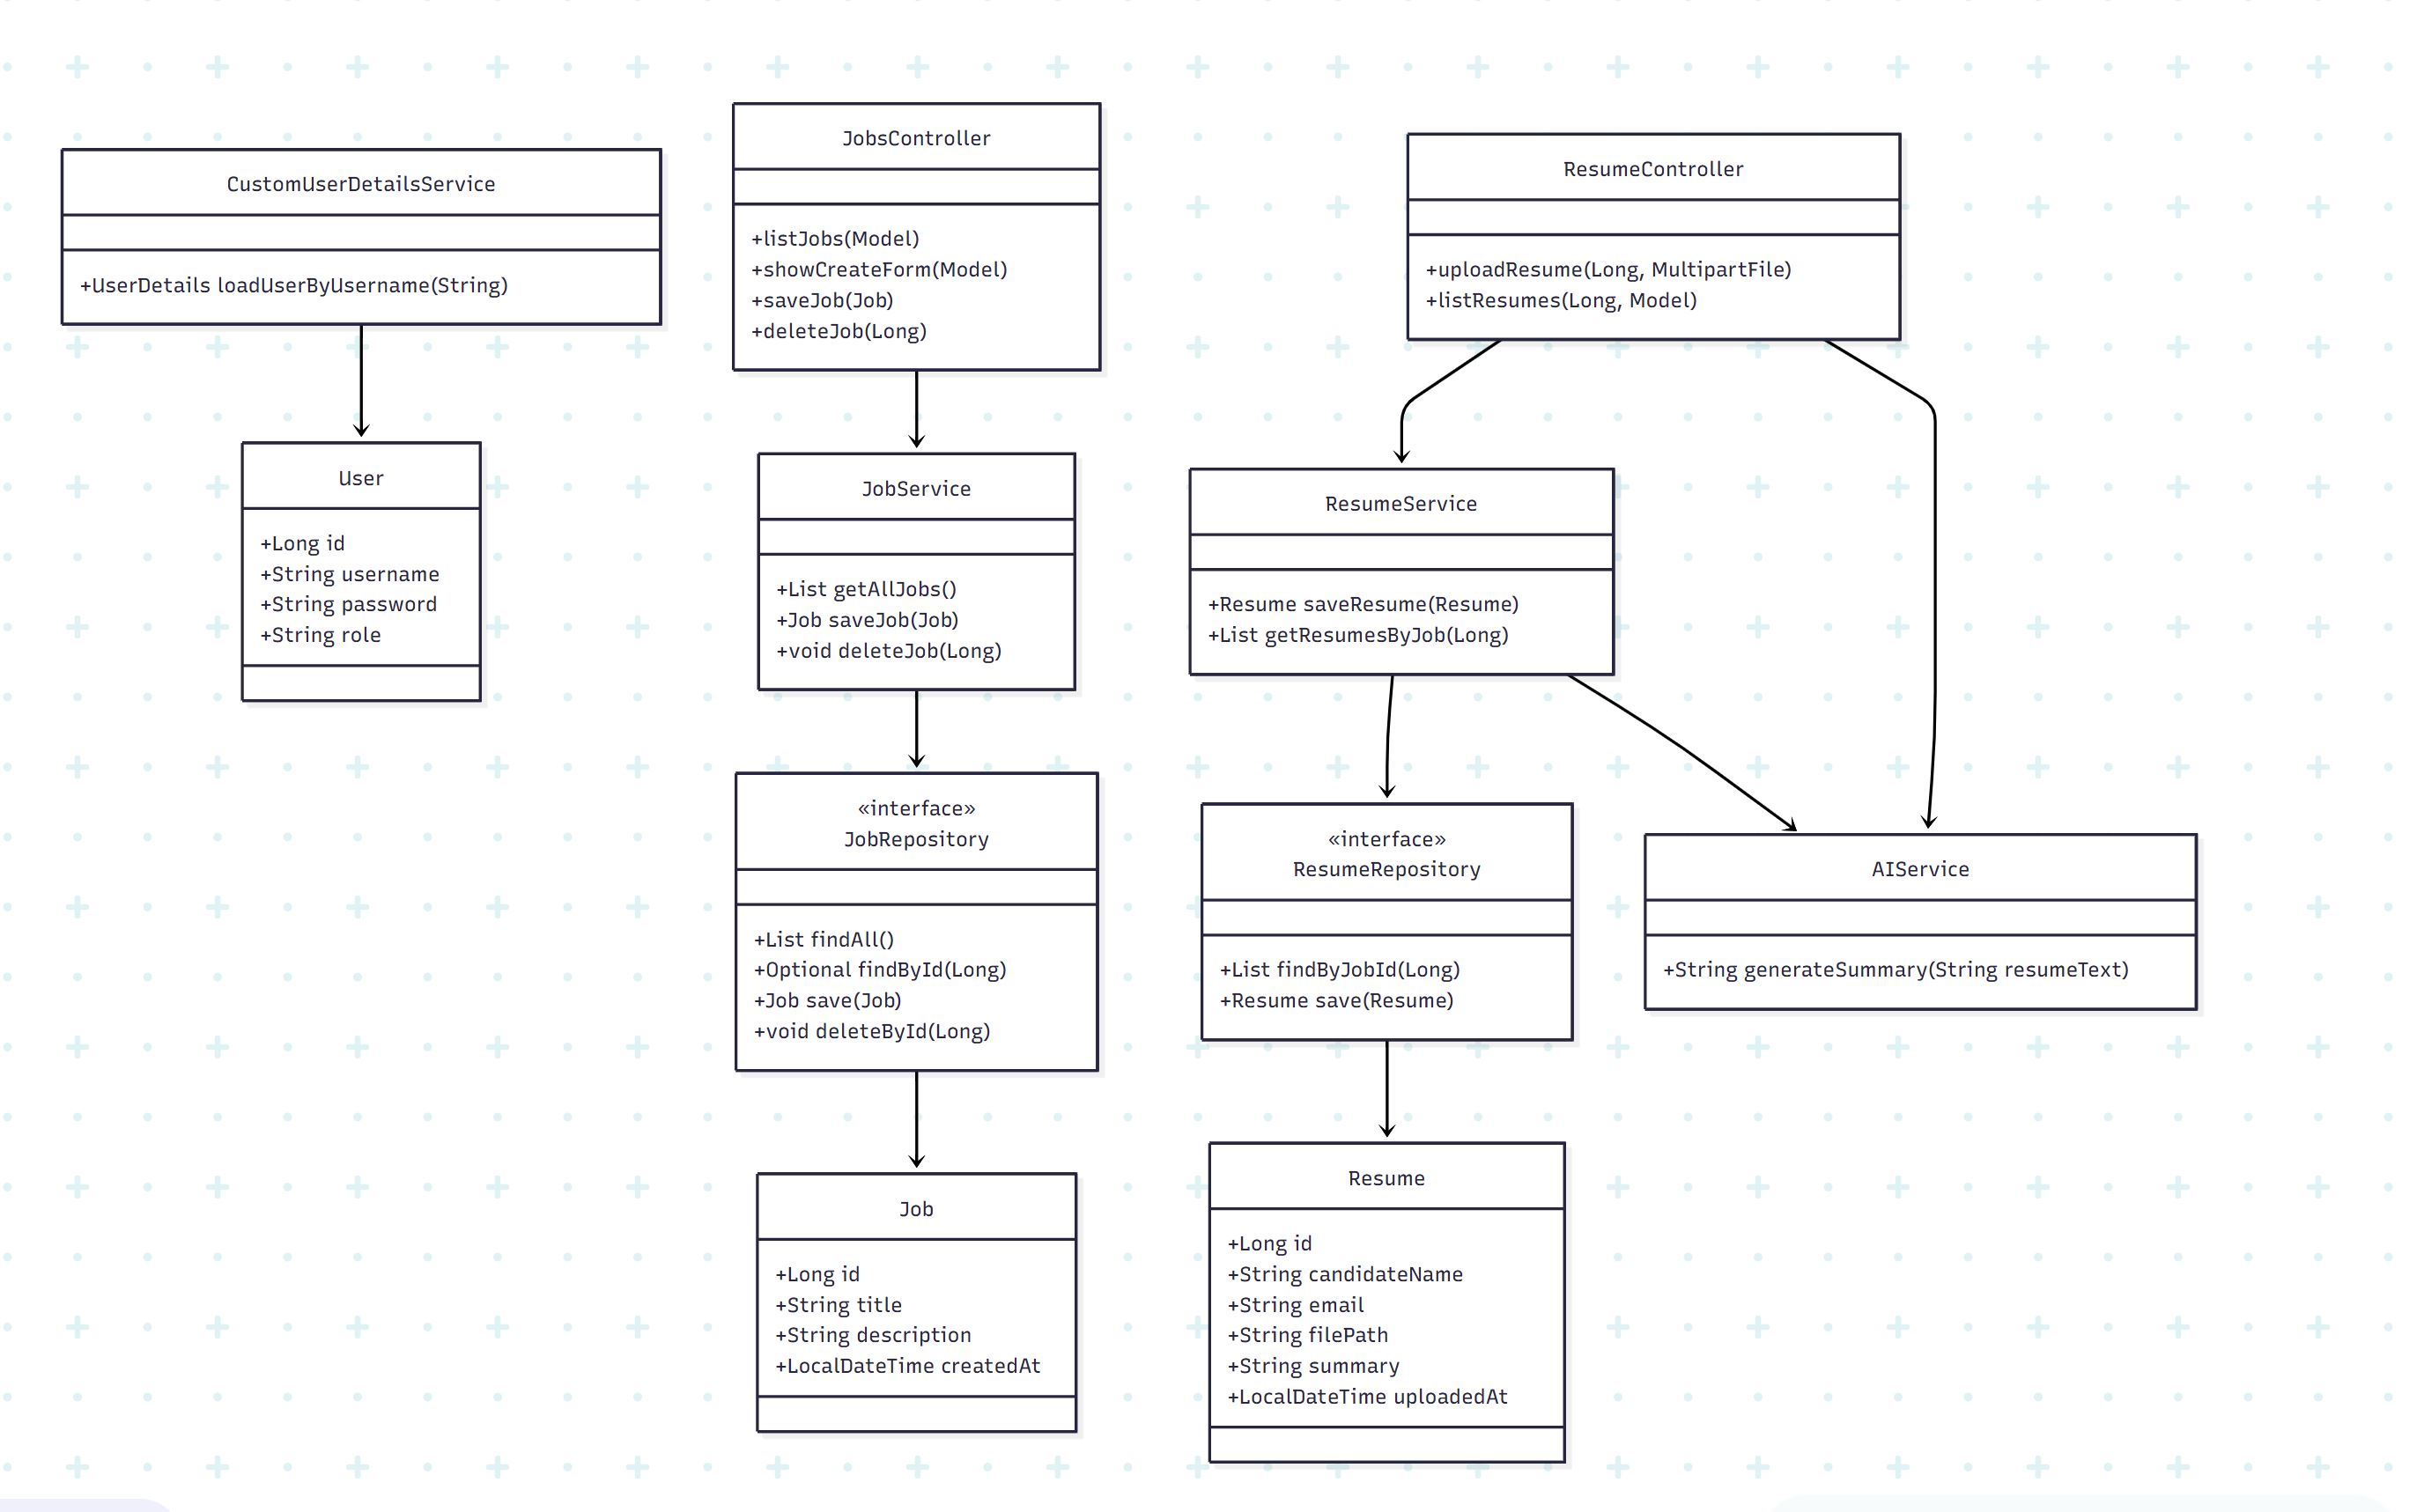 CustomUserDetailsService
+UserDetails loadUserByUsername(String)
User
+Long id
+String username
+String password
+String role
JobsController
+listJobs(Model)
+showCreateForm(Model)
+saveJob(Job)
+deleteJob(Long)
JobService
+List getAllJobs()
+Job saveJob(Job)
+void deleteJob(Long)
«interface»
JobRepository
+List findAll()
+Optional findById(Long)
+Job save(Job)
+void deleteById(Long)
Job
+Long id
+String title
+String description
+LocalDateTime createdAt
ResumeController
+uploadResume(Long, MultipartFile)
+listResumes(Long, Model)
ResumeService
+Resume saveResume(Resume)
+List getResumesByJob(Long)
«interface»
ResumeRepository
+List findByJobId(Long)
+Resume save(Resume)
AIService
+String generateSummary(String resumeText)
Resume
+Long id
+String candidateName
+String email
+String filePath
+String summary
+LocalDateTime uploadedAt